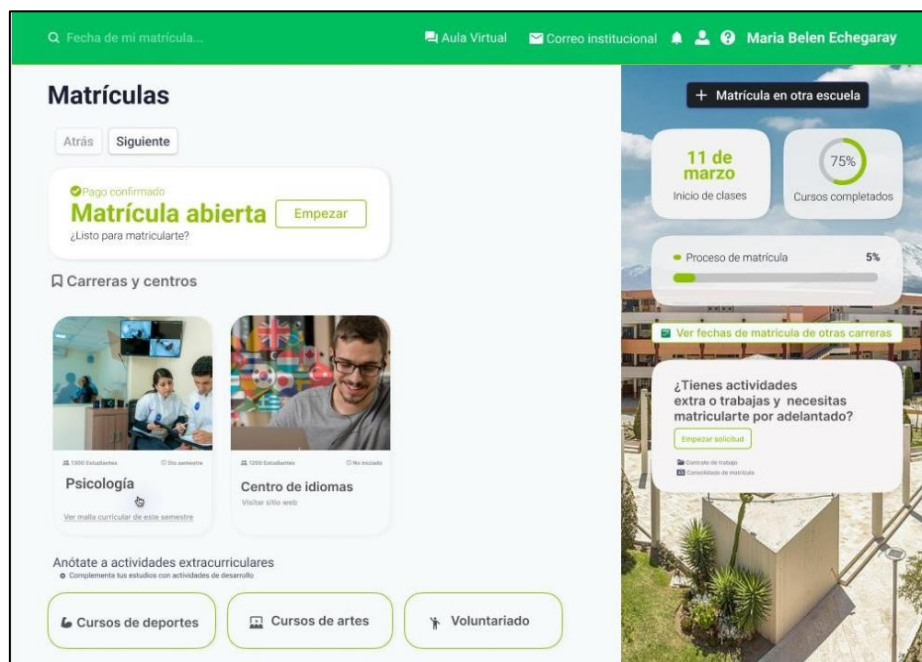 Fecha de mi matrícula...
Aula Virtual
Correo institucional
Maria Belen Echegaray
Matrículas
Atrás
Siguiente
Pago confirmado
Matrícula abierta
Empezar
¿Listo para matricularte?
Carreras y centros
1300 Estudiantes
5to semestre
Psicología
Ver malla curricular de este semestre
1200 Estudiantes
No iniciado
Centro de idiomas
Visitar sitio web
Anótate a actividades extracurriculares
Complementa tus estudios con actividades de desarrollo
Cursos de deportes
Cursos de artes
Voluntariado
+ Matrícula en otra escuela
11 de
marzo
Inicio de clases
75%
Cursos completados
Proceso de matrícula
5%
Ver fechas de matrícula de otras carreras
¿Tienes actividades
extra o trabajas y necesitas
matricularte por adelantado?
Empezar solicitud
Contrato de trabajo
Consolidado de matrícula